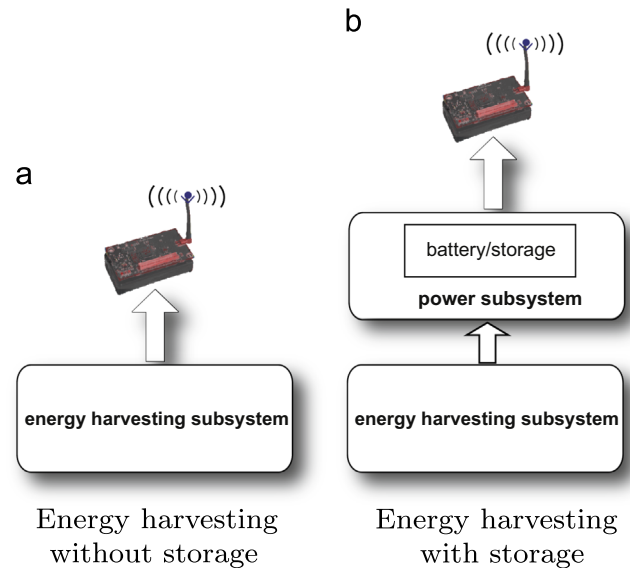 a
energy harvesting subsystem
Energy harvesting
without storage
b
battery/storage
power subsystem
energy harvesting subsystem
Energy harvesting
with storage